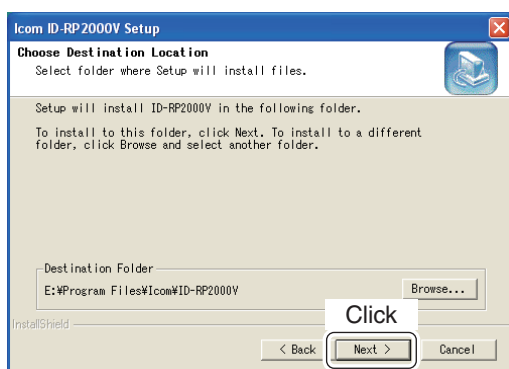 Icom ID-RP2000V Setup
Choose Destination Location
Select folder where Setup will install files.
Setup will install ID-RP2000V in the following folder.
To install to this folder, click Next. To install to a different
folder, click Browse and select another folder.
Destination Folder
E:¥Program Files¥Icom¥ID-RP2000V
Browse...
Click
InstallShield
< Back
Next >
Cancel